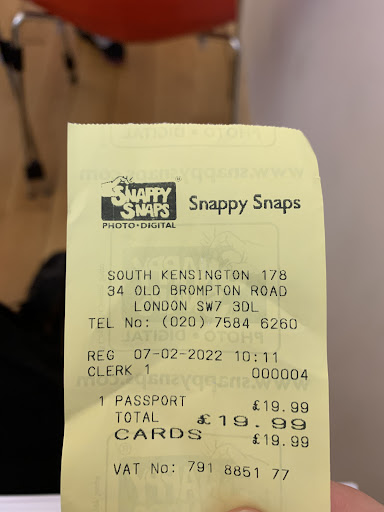 SNAPPY
SNAPS
PHOTO•DIGITAL
®
Snappy Snaps
SOUTH KENSINGTON 178
34 OLD BROMPTON ROAD
LONDON SW7 3DL
TEL No: (020) 7584 6260
REG 07-02-2022 10:11
CLERK 1 000004
1 PASSPORT £19.99
TOTAL £19.99
CARDS £19.99
VAT No: 791 8851 77